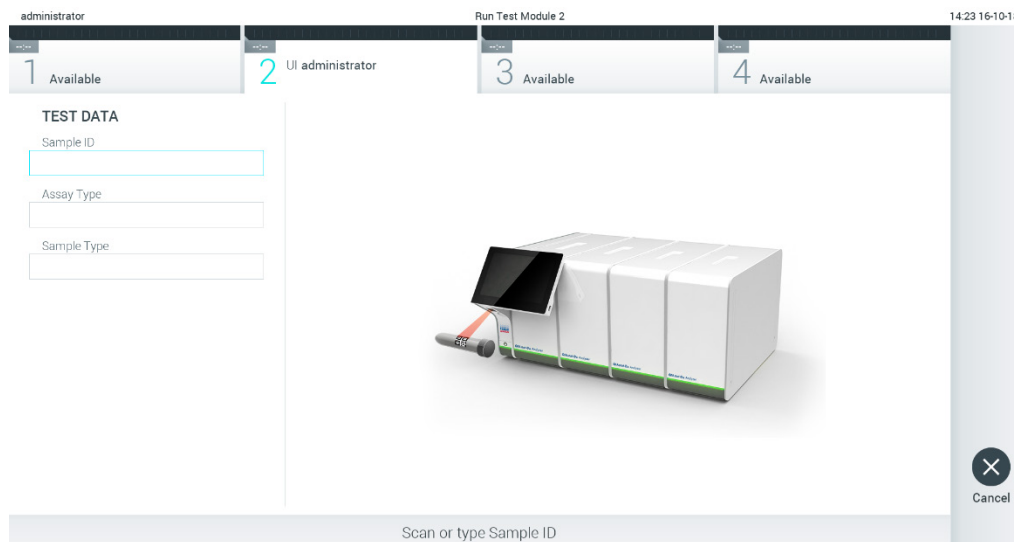 administrator
Run Test Module 2
14:23 16-10-1
--:--
--:--
--:--
--:--
1 Available
2 UI administrator
3 Available
4 Available
TEST DATA
Sample ID
Assay Type
Sample Type
Cancel
Scan or type Sample ID